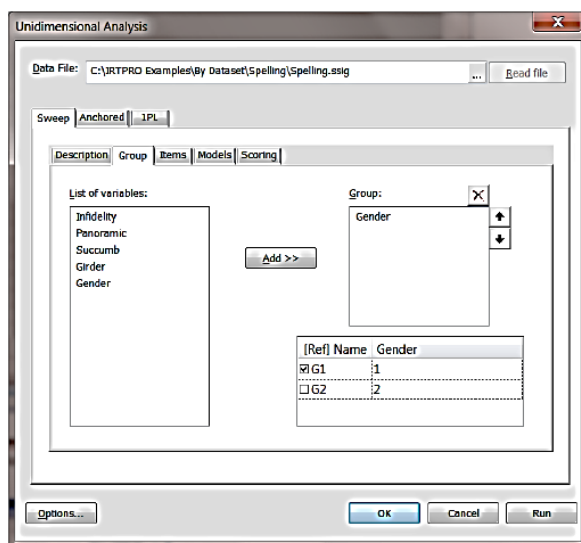 Unidimensional Analysis
X
Data File: C:\IRTPRO Examples\By Dataset\Spelling\Spelling.ssig ... Read file
Sweep Anchored 1PL
Description Group Items Models Scoring
List of variables: Group:
Infidelity Gender
Panoramic
Succumb
Girder
Gender
Add >>
[Ref] Name Gender
G1 1
G2 2
Options... OK Cancel Run